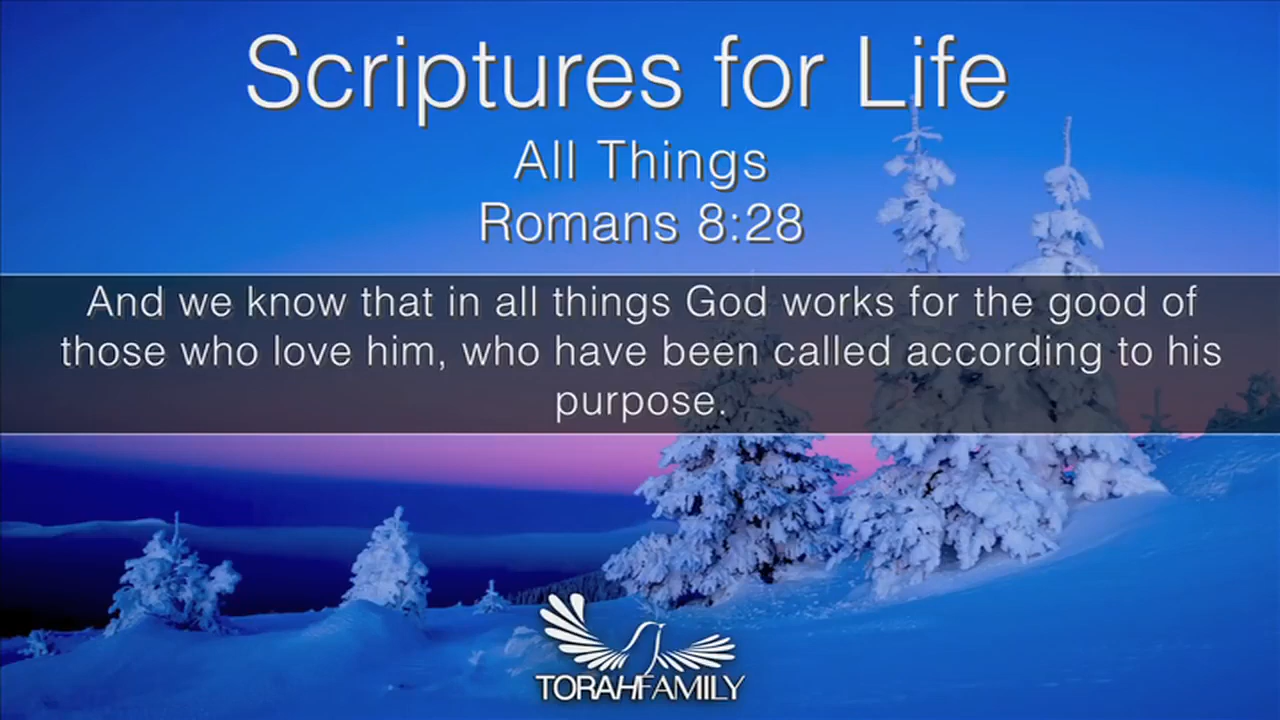 Scriptures for Life
All Things
Romans 8:28
And we know that in all things God works for the good of
those who love him, who have been called according to his
purpose.
TORAHFAMILY